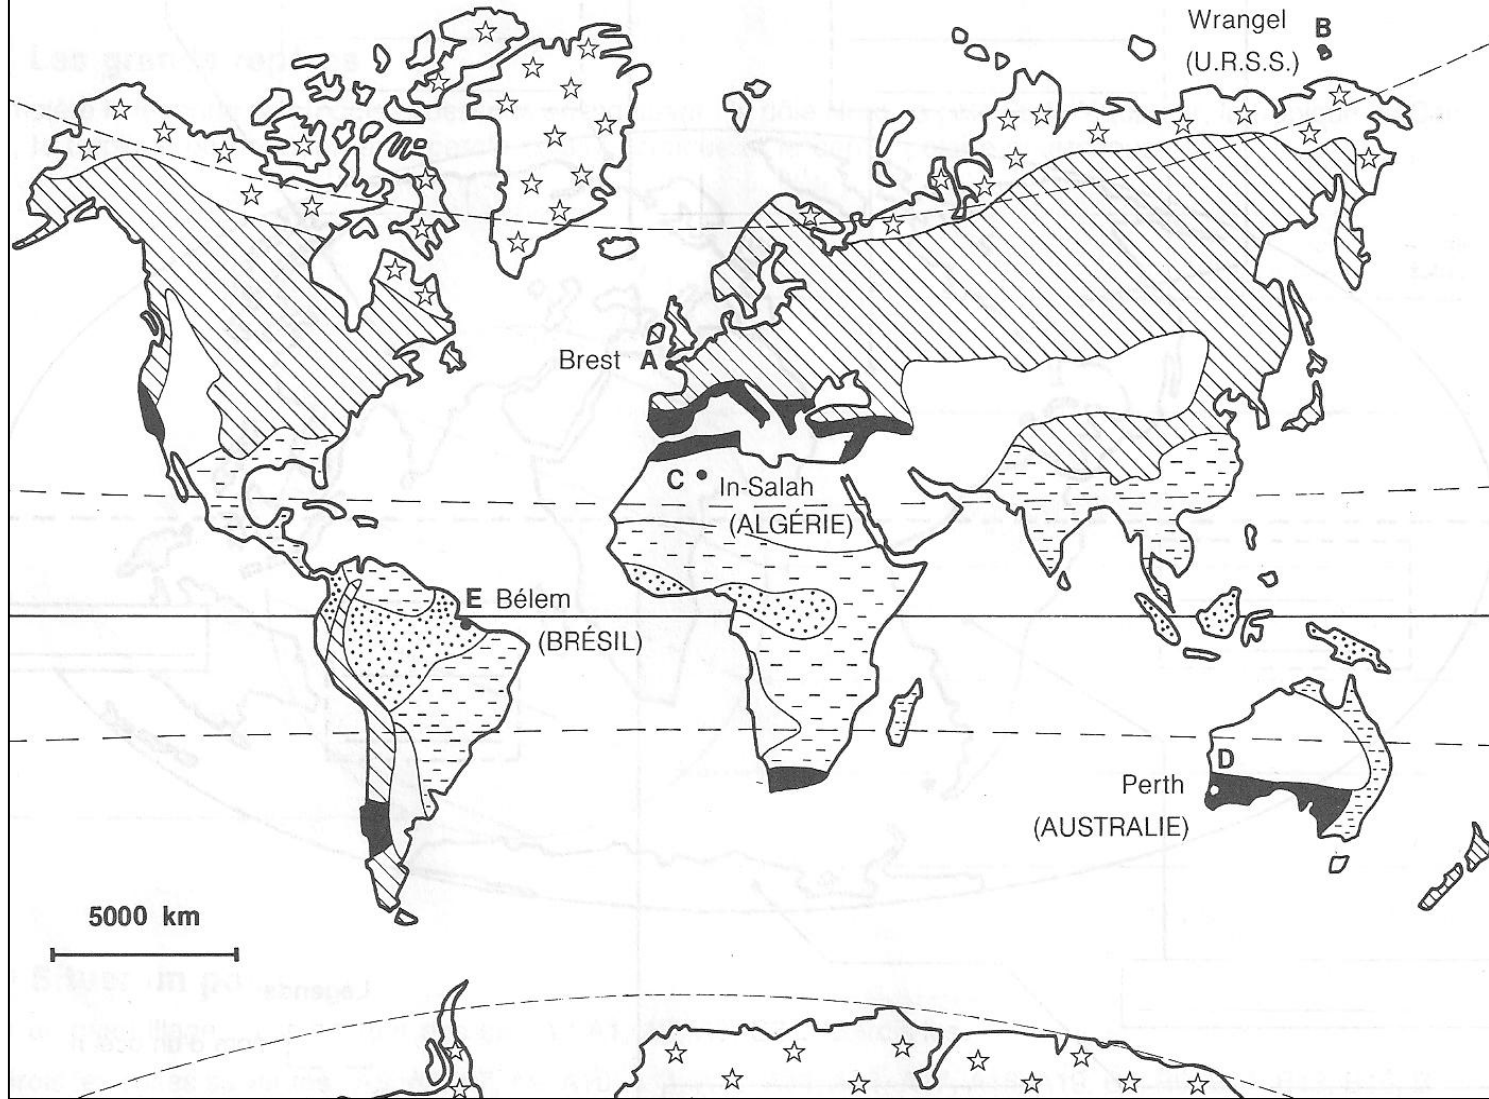 Wrangel B
(U.R.S.S.)
Brest A
C In-Salah
(ALGÉRIE)
E Bélem
(BRÉSIL)
D
Perth
(AUSTRALIE)
5000 km